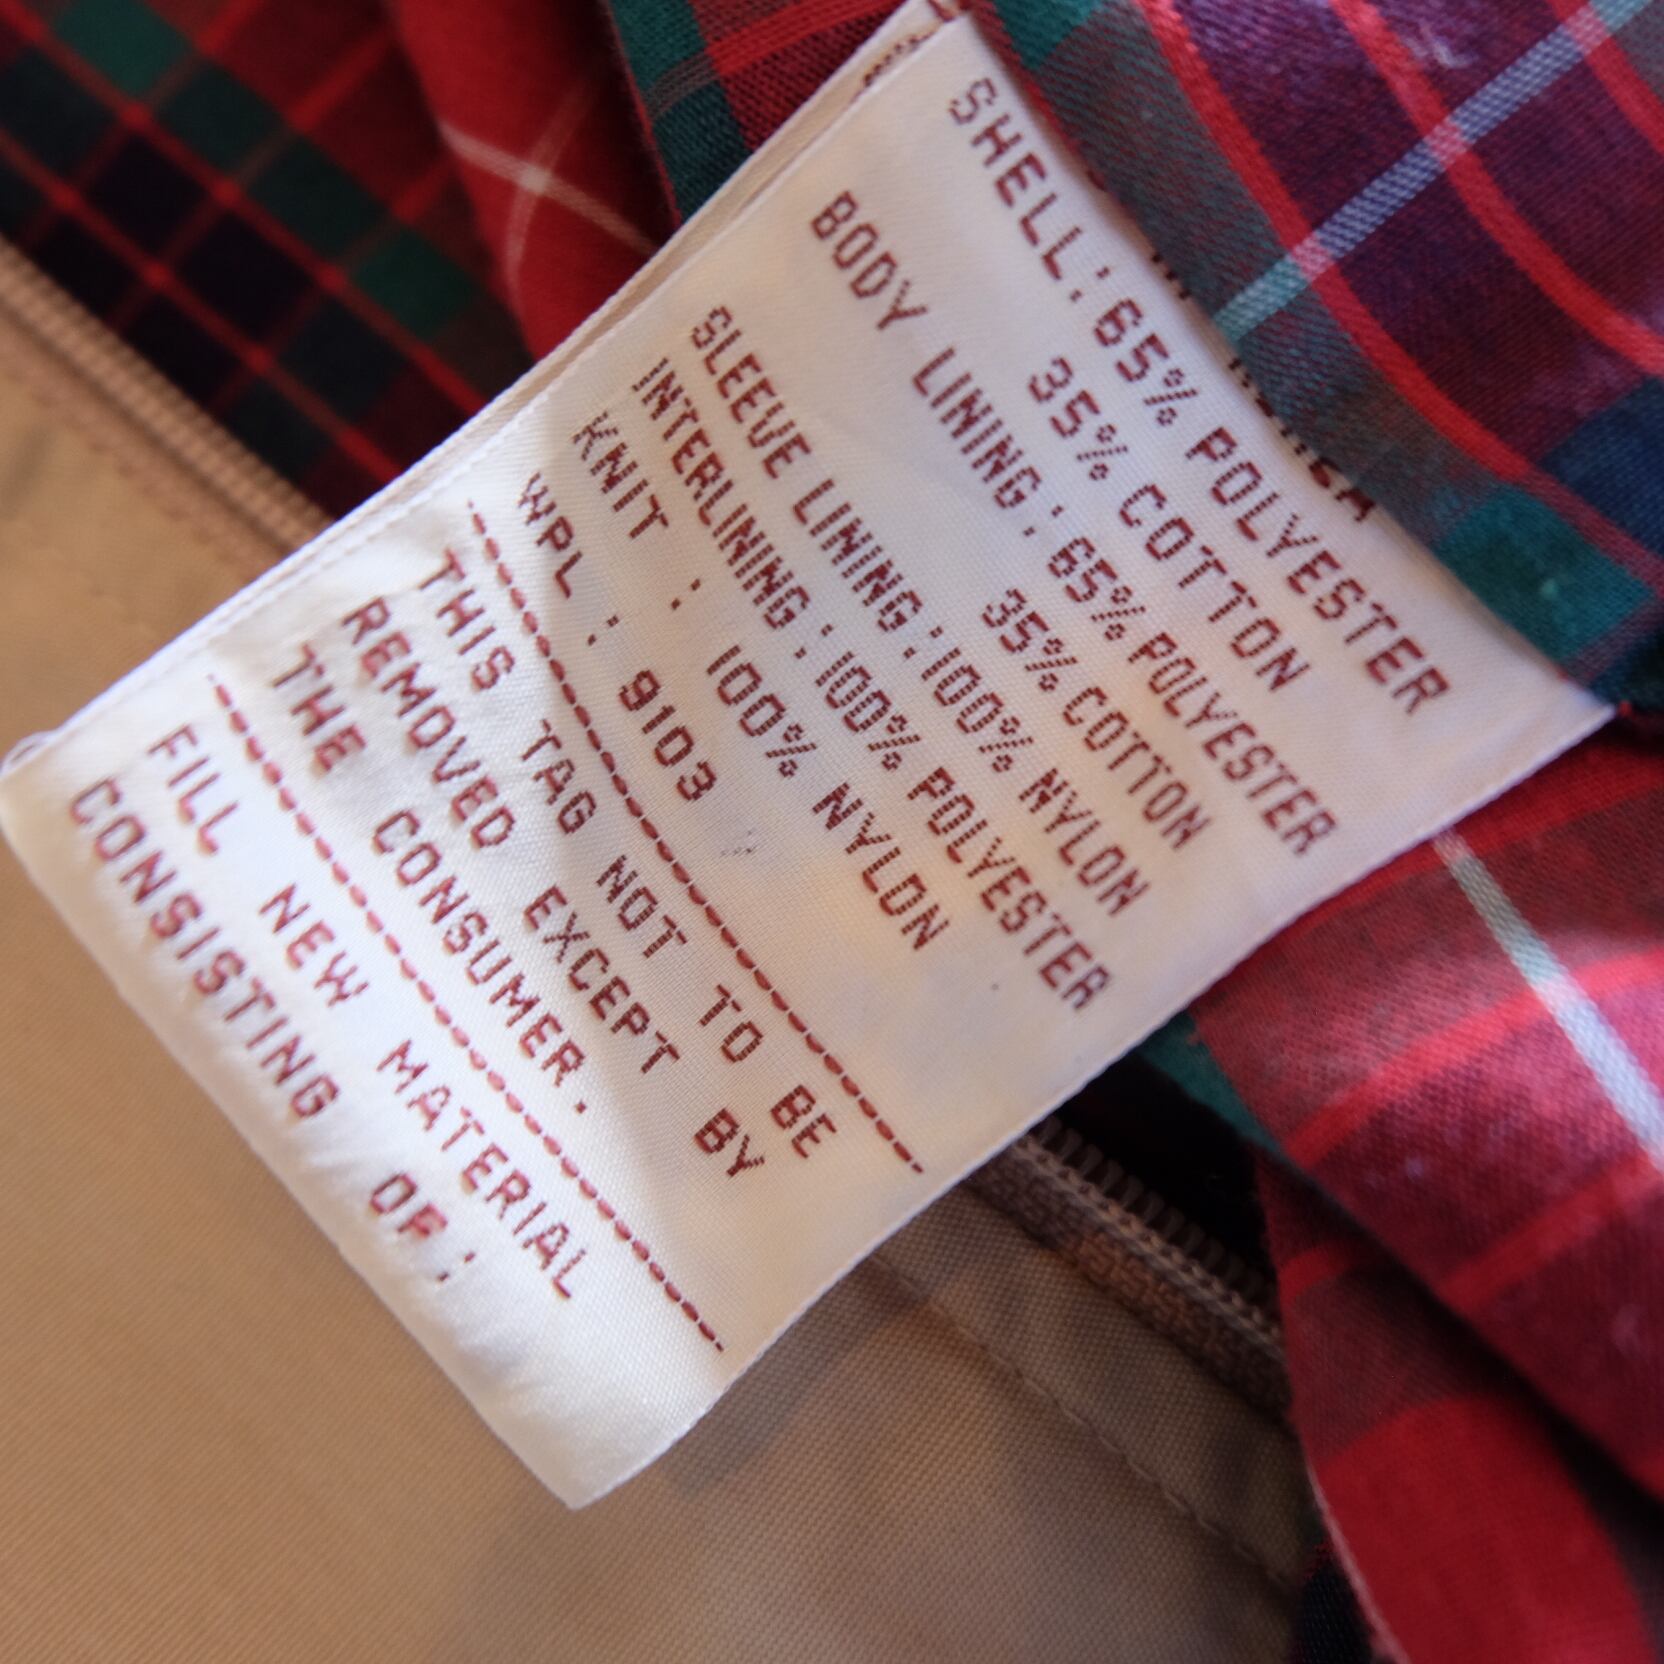 SHELL: 65% POLYESTER
35% COTTON
BODY LINING: 65% POLYESTER
35% COTTON
SLEEVE LINING: 100% NYLON
INTERLINING: 100% POLYESTER
KNIT : 100% NYLON
WPL : 9103
THIS TAG NOT TO BE
REMOVED EXCEPT BY
THE CONSUMER.
FILL NEW MATERIAL
CONSISTING OF: